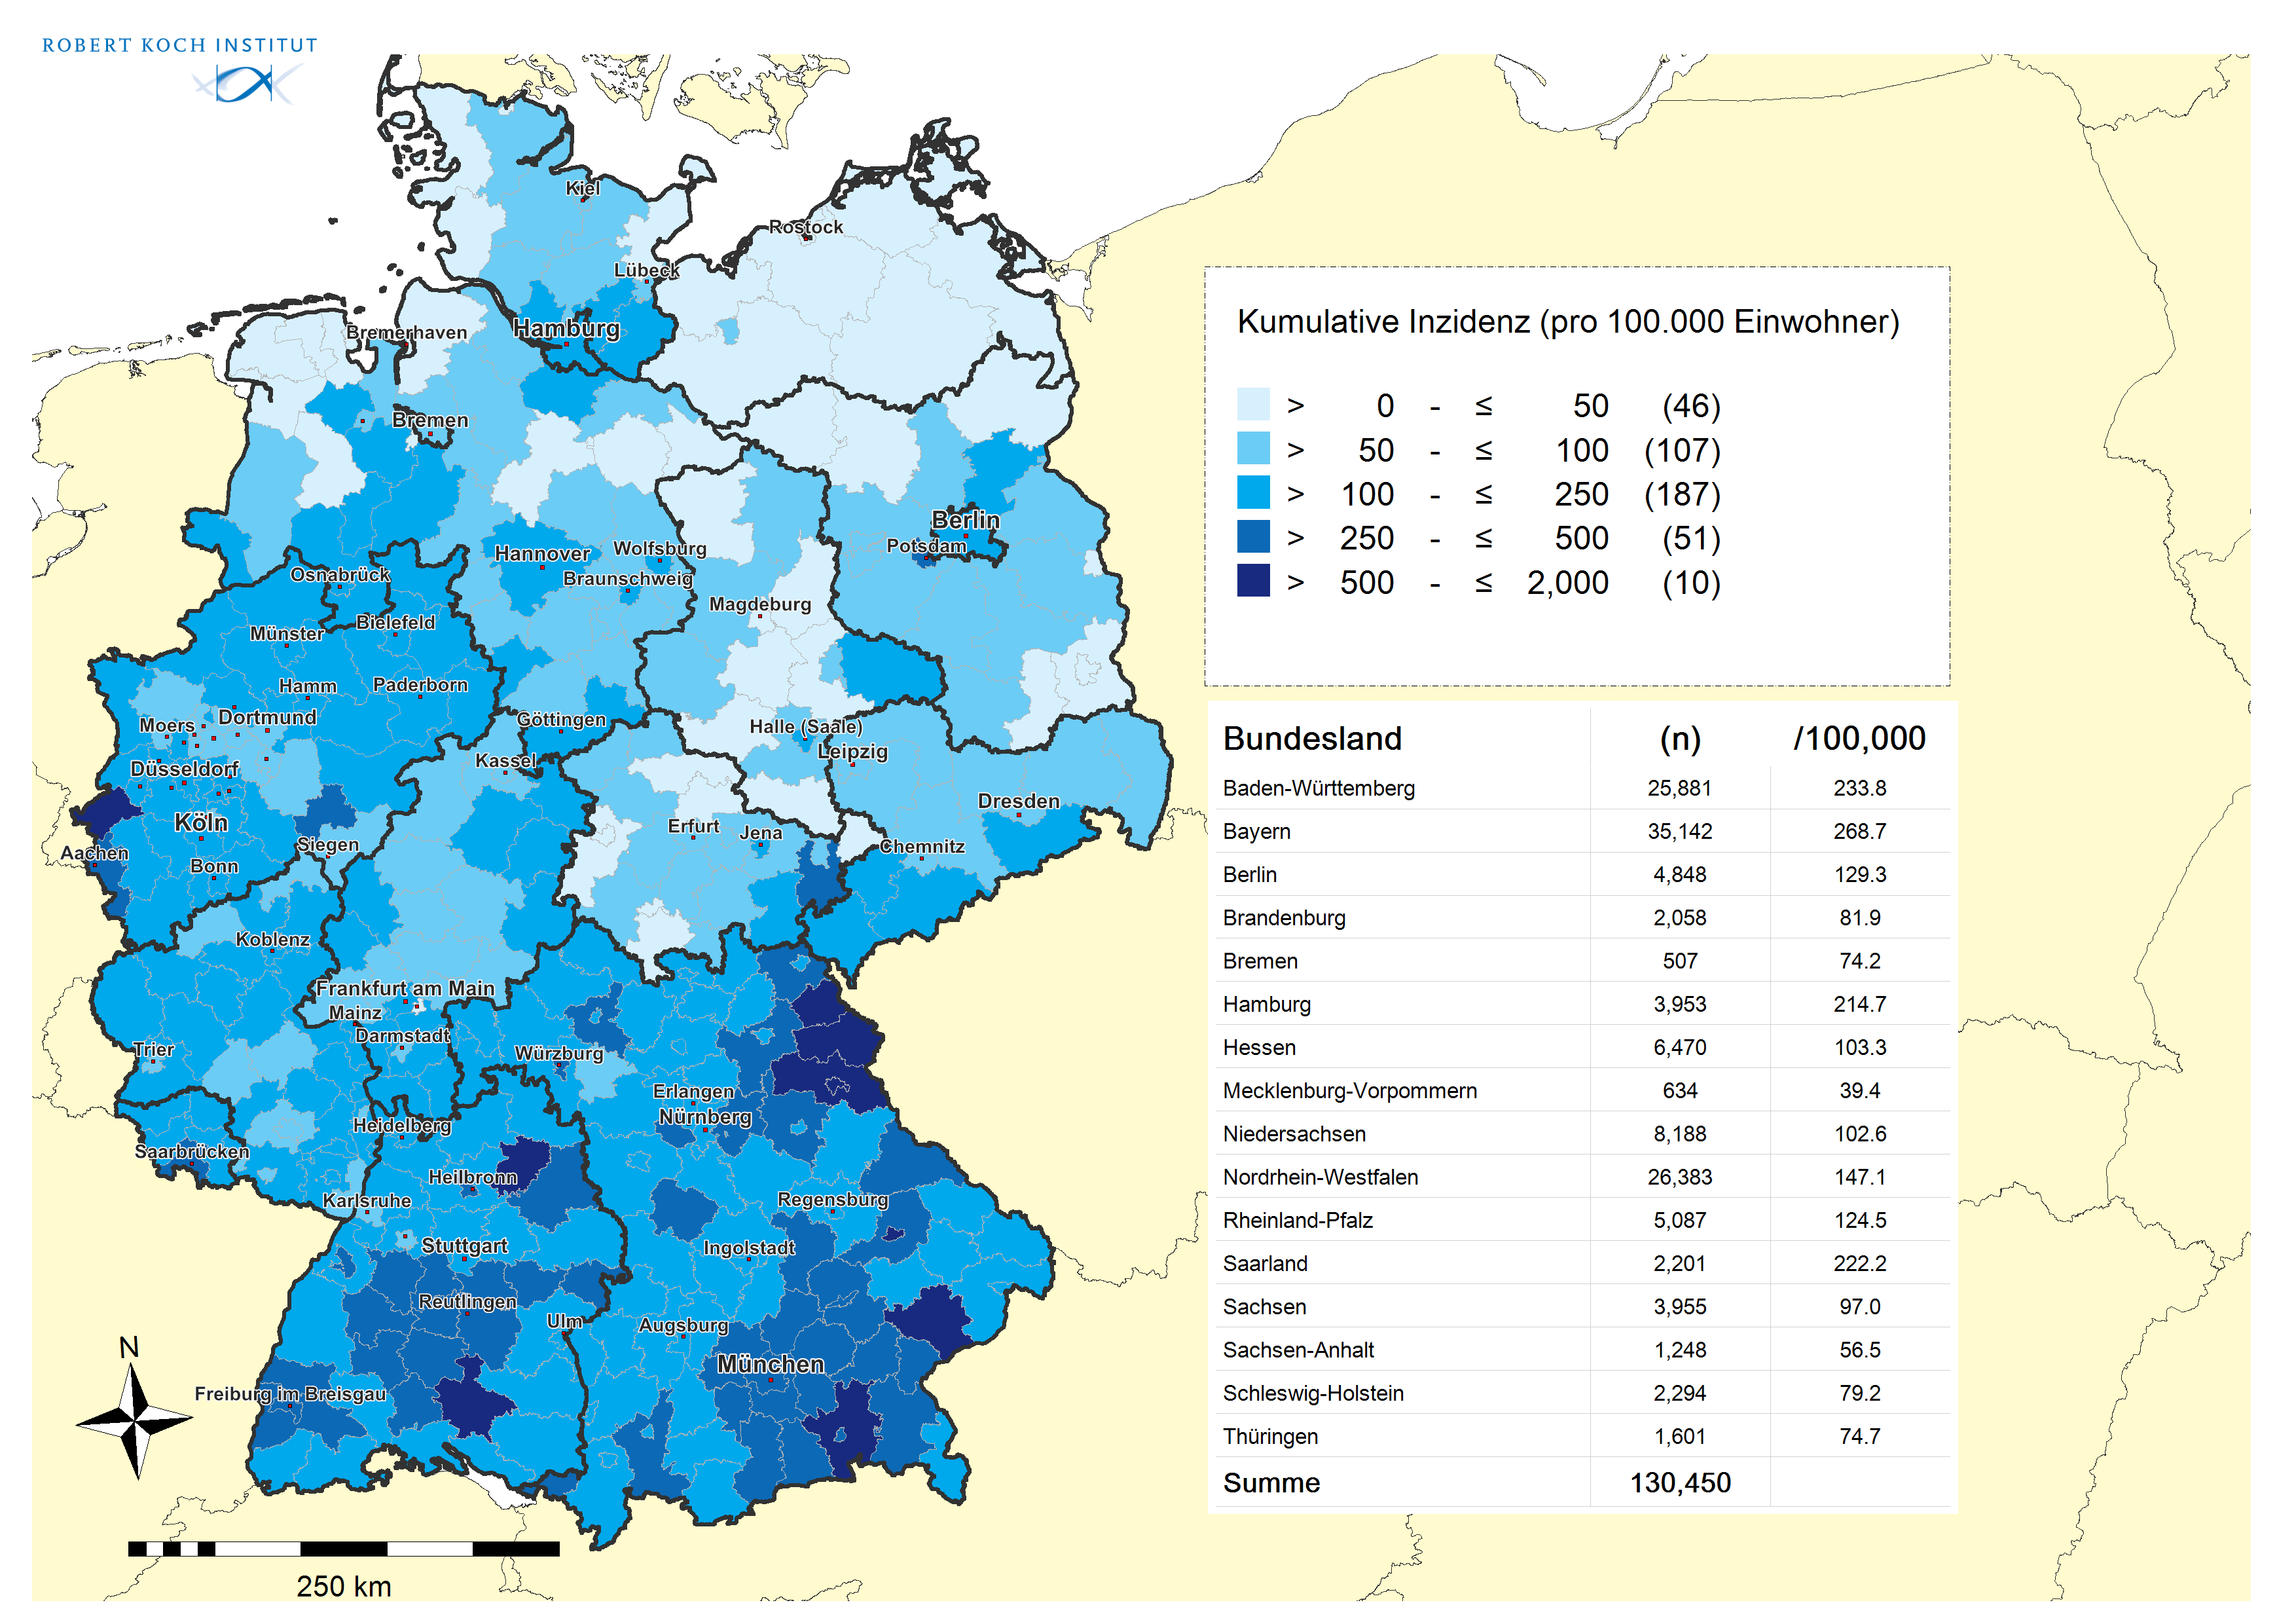 ROBERT KOCH INSTITUT
Kiel
Rostock
Lübeck
Bremerhaven
Hamburg
Bremen
Berlin
Potsdam
Hannover
Wolfsburg
Osnabrück
Braunschweig
Magdeburg
Bielefeld
Münster
Hamm
Paderborn
Moers
Dortmund
Göttingen
Halle (Saale)
Leipzig
Kassel
Düsseldorf
Dresden
Köln
Erfurt
Jena
Siegen
Chemnitz
Aachen
Bonn
Koblenz
Frankfurt am Main
Mainz
Darmstadt
Trier
Würzburg
Erlangen
Nürnberg
Heidelberg
Saarbrücken
Heilbronn
Karlsruhe
Regensburg
Stuttgart
Ingolstadt
Reutlingen
Ulm
Augsburg
München
Freiburg im Breisgau
N
250 km
Kumulative Inzidenz (pro 100.000 Einwohner)
> 0 - ≤ 50 (46)
> 50 - ≤ 100 (107)
> 100 - ≤ 250 (187)
> 250 - ≤ 500 (51)
> 500 - ≤ 2,000 (10)
Bundesland (n) /100,000
Baden-Württemberg 25,881 233.8
Bayern 35,142 268.7
Berlin 4,848 129.3
Brandenburg 2,058 81.9
Bremen 507 74.2
Hamburg 3,953 214.7
Hessen 6,470 103.3
Mecklenburg-Vorpommern 634 39.4
Niedersachsen 8,188 102.6
Nordrhein-Westfalen 26,383 147.1
Rheinland-Pfalz 5,087 124.5
Saarland 2,201 222.2
Sachsen 3,955 97.0
Sachsen-Anhalt 1,248 56.5
Schleswig-Holstein 2,294 79.2
Thüringen 1,601 74.7
Summe 130,450